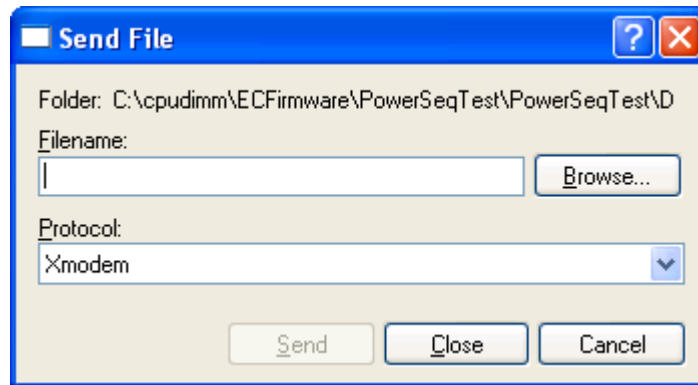 Send File
?
Folder: C:\cpudimm\ECFirmware\PowerSeqTest\PowerSeqTest\D
Filename:
Browse...
Protocol:
Xmodem
Send Close Cancel